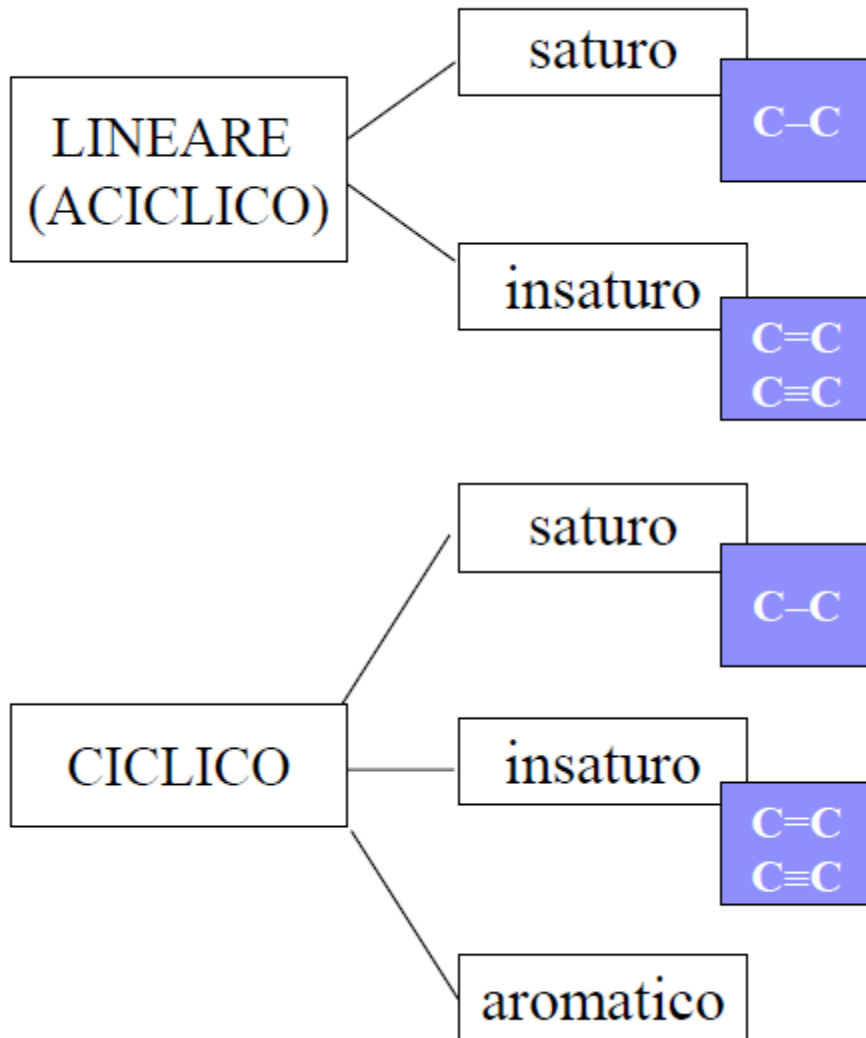 saturo
C–C
LINEARE
(ACICLICO)
insaturo
C=C
C≡C
saturo
C–C
CICLICO
insaturo
C=C
C≡C
aromatico